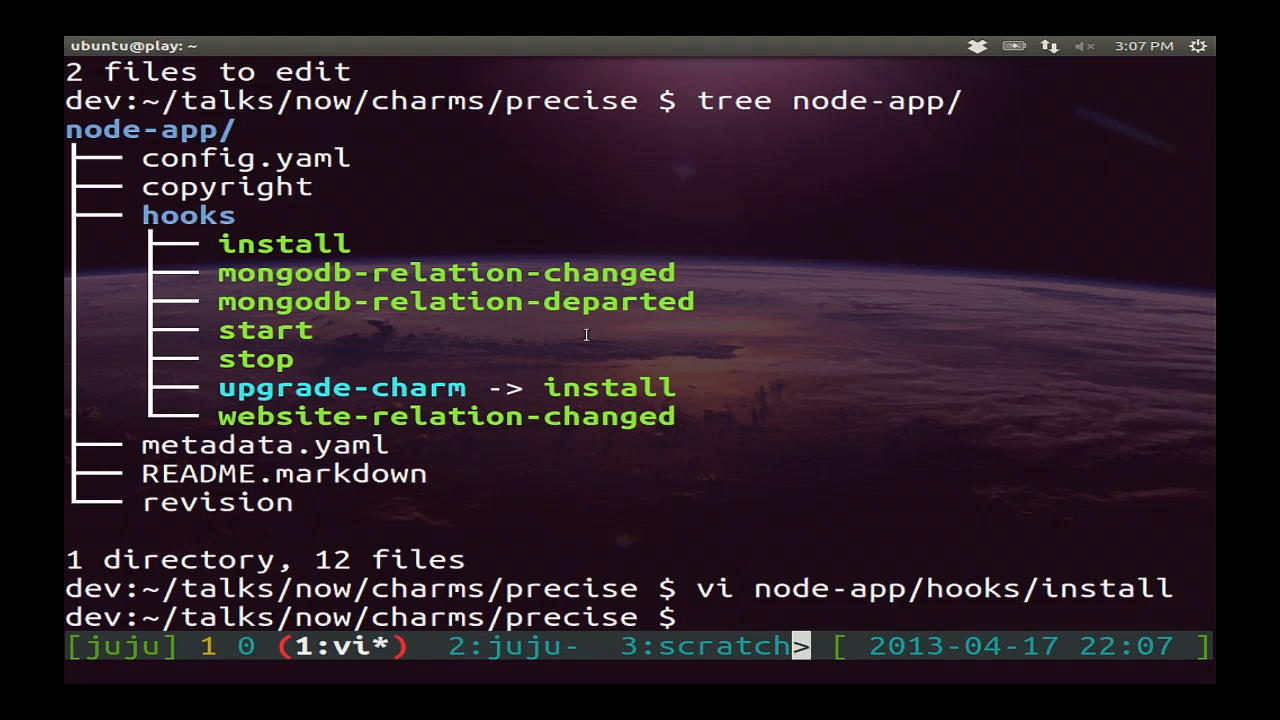 ubuntu@play: ~ 3:07 PM
2 files to edit
dev:~/talks/now/charms/precise $ tree node-app/
node-app/
├── config.yaml
├── copyright
├── hooks
│   ├── install
│   ├── mongodb-relation-changed
│   ├── mongodb-relation-departed
│   ├── start
│   ├── stop
│   ├── upgrade-charm -> install
│   └── website-relation-changed
├── metadata.yaml
├── README.markdown
└── revision
1 directory, 12 files
dev:~/talks/now/charms/precise $ vi node-app/hooks/install
dev:~/talks/now/charms/precise $
[juju] 1 0 (1:vi*) 2:juju- 3:scratch> [ 2013-04-17 22:07 ]